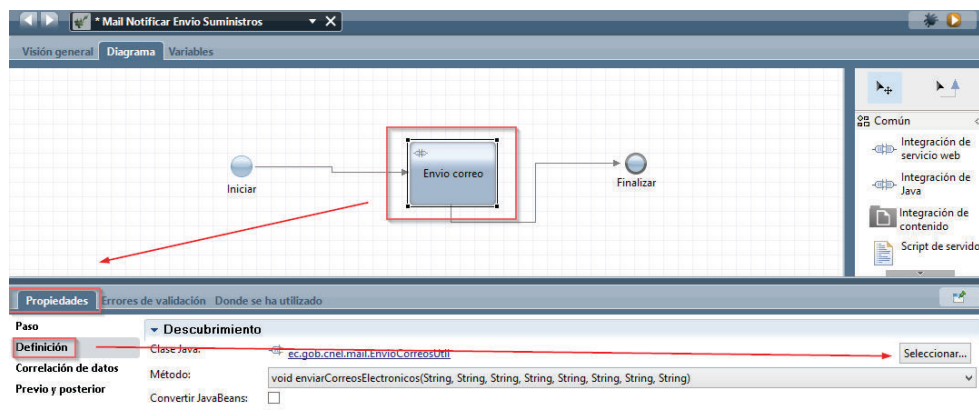 * Mail Notificar Envio Suministros
Visión general Diagrama Variables
Común
Integración de
servicio web
Envio correo
Integración de
Java
Iniciar
Finalizar
Integración de
contenido
Script de servido
Propiedades Errores de validación Donde se ha utilizado
Paso
Descubrimiento
Definición
Clase Java: ec.gob.cnel.mail.EnvioCorreosUtil Seleccionar...
Correlación de datos
Método: void enviarCorreosElectronicos(String, String, String, String, String, String, String, String)
Previo y posterior
Convertir JavaBeans: